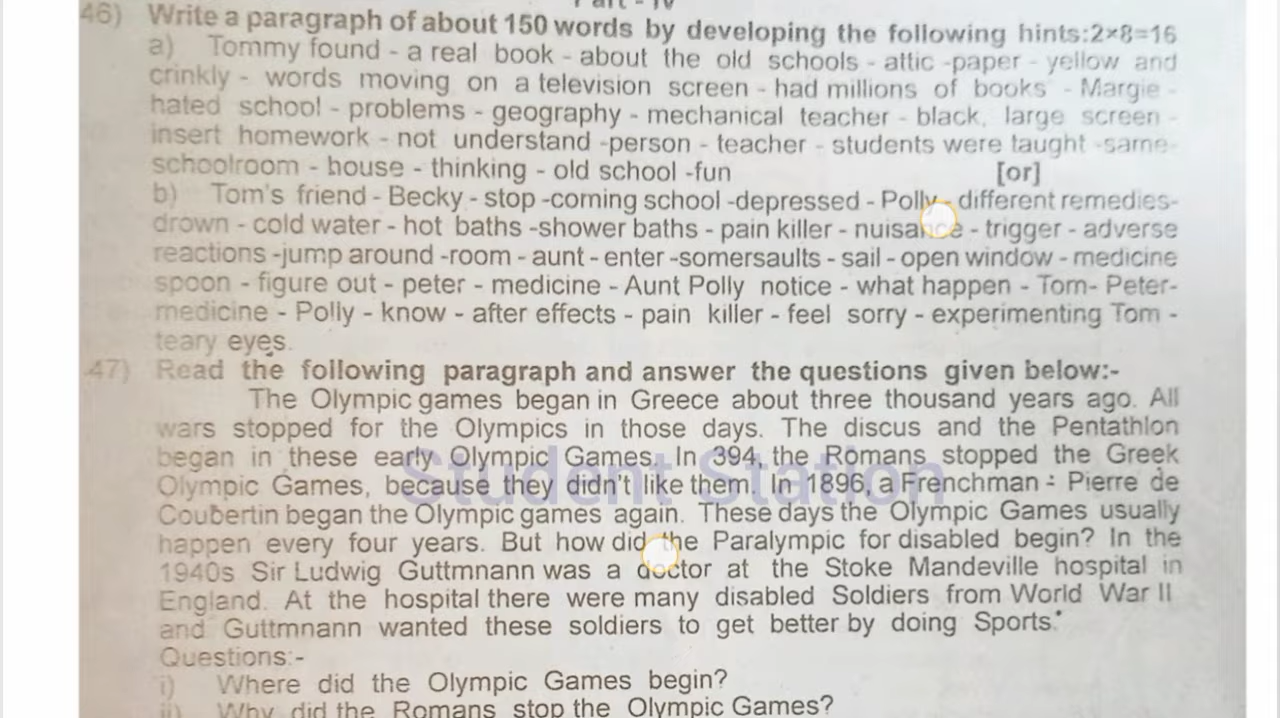 Part - IV
46) Write a paragraph of about 150 words by developing the following hints:2×8=16
a) Tommy found - a real book - about the old schools - attic -paper - yellow and
crinkly - words moving on a television screen - had millions of books - Margie -
hated school - problems - geography - mechanical teacher - black, large screen -
insert homework - not understand -person - teacher - students were taught -same-
schoolroom - house - thinking - old school -fun [or]
b) Tom's friend - Becky - stop -coming school -depressed - Polly - different remedies-
drown - cold water - hot baths -shower baths - pain killer - nuisance - trigger - adverse
reactions -jump around -room - aunt - enter -somersaults - sail - open window - medicine
spoon - figure out - peter - medicine - Aunt Polly notice - what happen - Tom- Peter-
medicine - Polly - know - after effects - pain killer - feel sorry - experimenting Tom -
teary eyes.
47) Read the following paragraph and answer the questions given below:-
The Olympic games began in Greece about three thousand years ago. All
wars stopped for the Olympics in those days. The discus and the Pentathlon
began in these early Olympic Games. In 394, the Romans stopped the Greek
Olympic Games, because they didn't like them. In 1896, a Frenchman - Pierre de
Coubertin began the Olympic games again. These days the Olympic Games usually
happen every four years. But how did the Paralympic for disabled begin? In the
1940s Sir Ludwig Guttmnann was a doctor at the Stoke Mandeville hospital in
England. At the hospital there were many disabled Soldiers from World War II
and Guttmnann wanted these soldiers to get better by doing Sports.
Student Station
Questions:-
i) Where did the Olympic Games begin?
ii) Why did the Romans stop the Olympic Games?